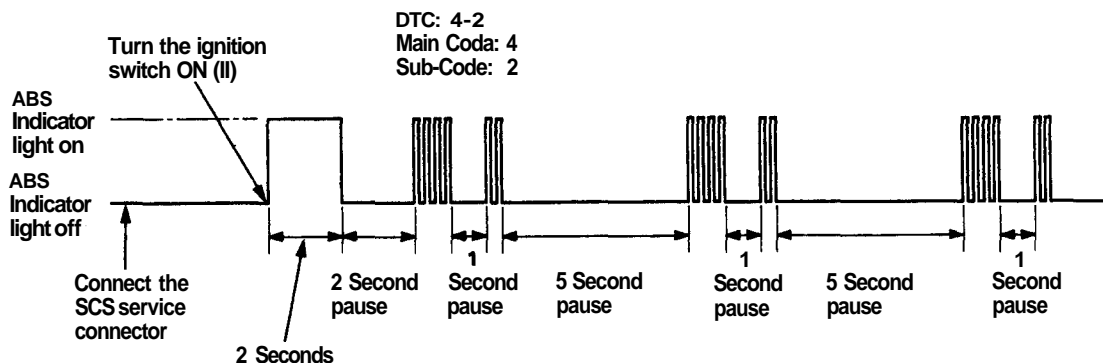 DTC: 4-2
Main Coda: 4
Sub-Code: 2
Turn the ignition
switch ON (II)
ABS
Indicator
light on
ABS
Indicator
light off
Connect the
SCS service
connector
2 Seconds
2 Second
pause
1
Second
pause
5 Second
pause
1
Second
pause
5 Second
pause
1
Second
pause